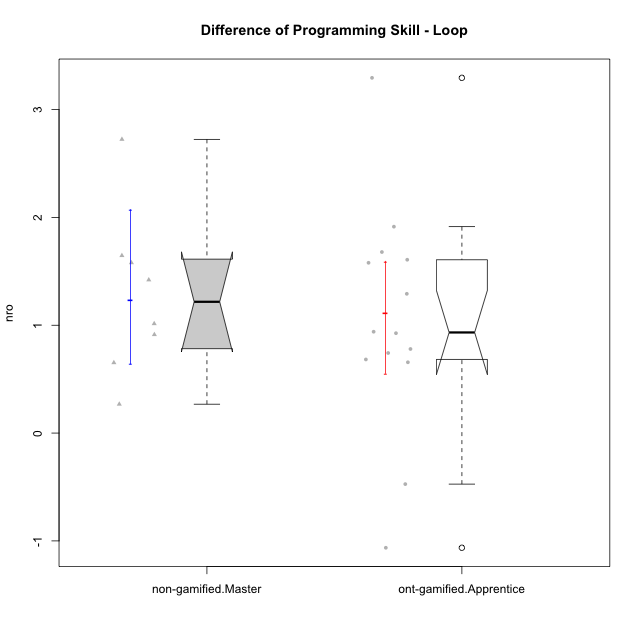 Difference of Programming Skill - Loop
nro
3
2
1
0
-1
non-gamified.Master
ont-gamified.Apprentice